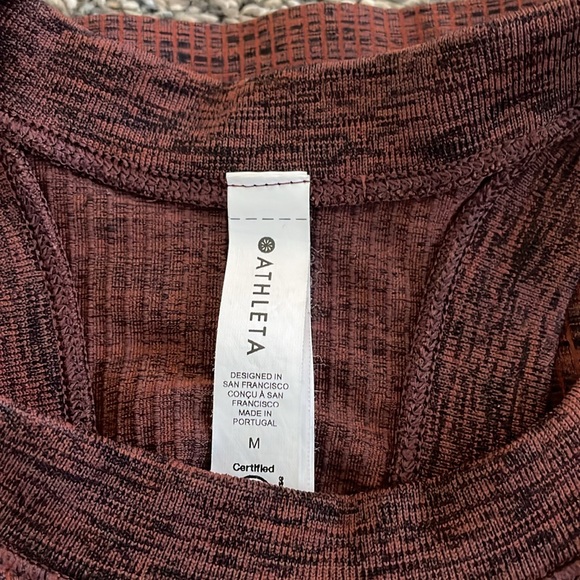 ATHLETA
DESIGNED IN
SAN FRANCISCO
CONÇU À SAN
FRANCISCO
MADE IN
PORTUGAL
M
Certified